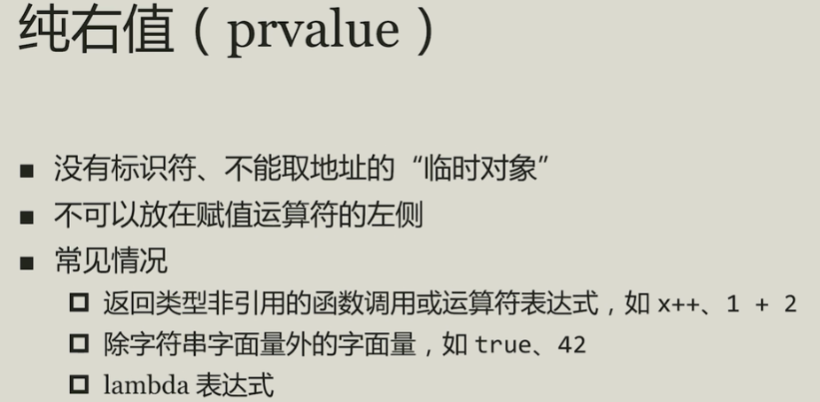 纯右值（prvalue）
■ 没有标识符、不能取地址的“临时对象”
■ 不可以放在赋值运算符的左侧
■ 常见情况
返回类型非引用的函数调用或运算符表达式，如 x++、1 + 2
除字符串字面量外的字面量，如 true、42
lambda 表达式